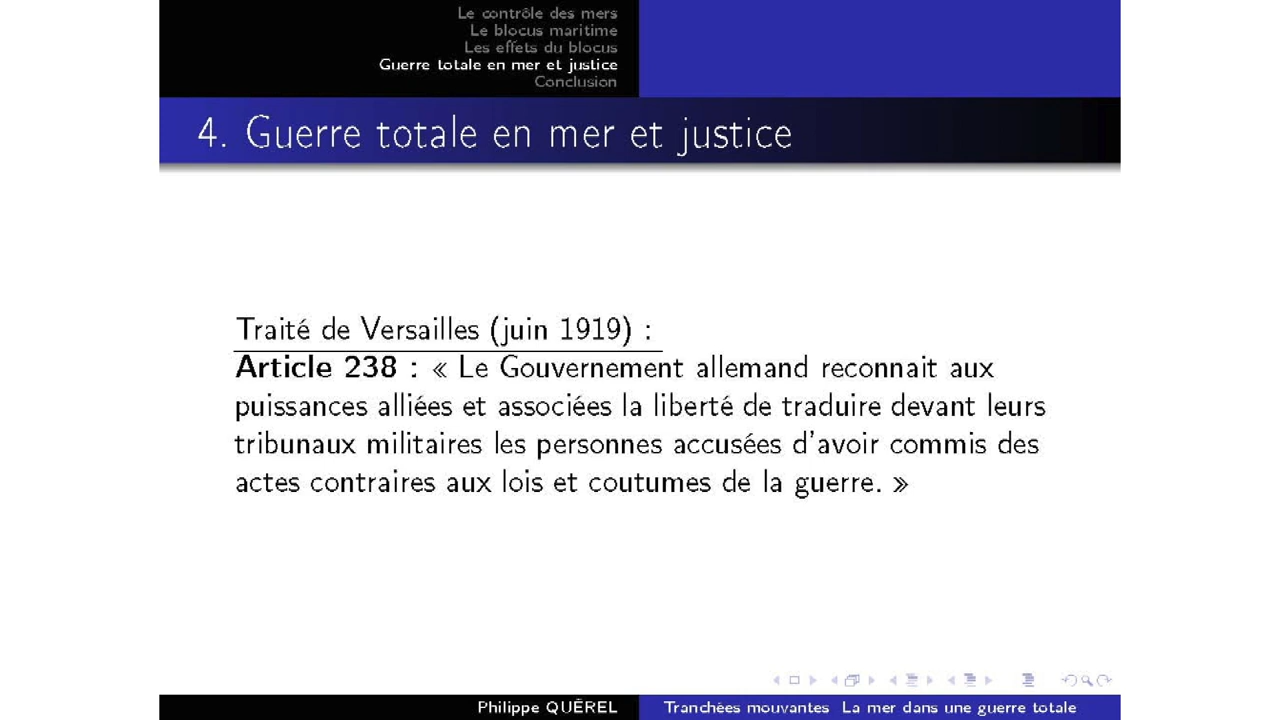 Le contrôle des mers
Le blocus maritime
Les effets du blocus
Guerre totale en mer et justice
Conclusion
4. Guerre totale en mer et justice
Traité de Versailles (juin 1919) :
Article 238 : « Le Gouvernement allemand reconnait aux
puissances alliées et associées la liberté de traduire devant leurs
tribunaux militaires les personnes accusées d'avoir commis des
actes contraires aux lois et coutumes de la guerre. »
Philippe QUÊREL
Tranchées mouvantes La mer dans une guerre totale